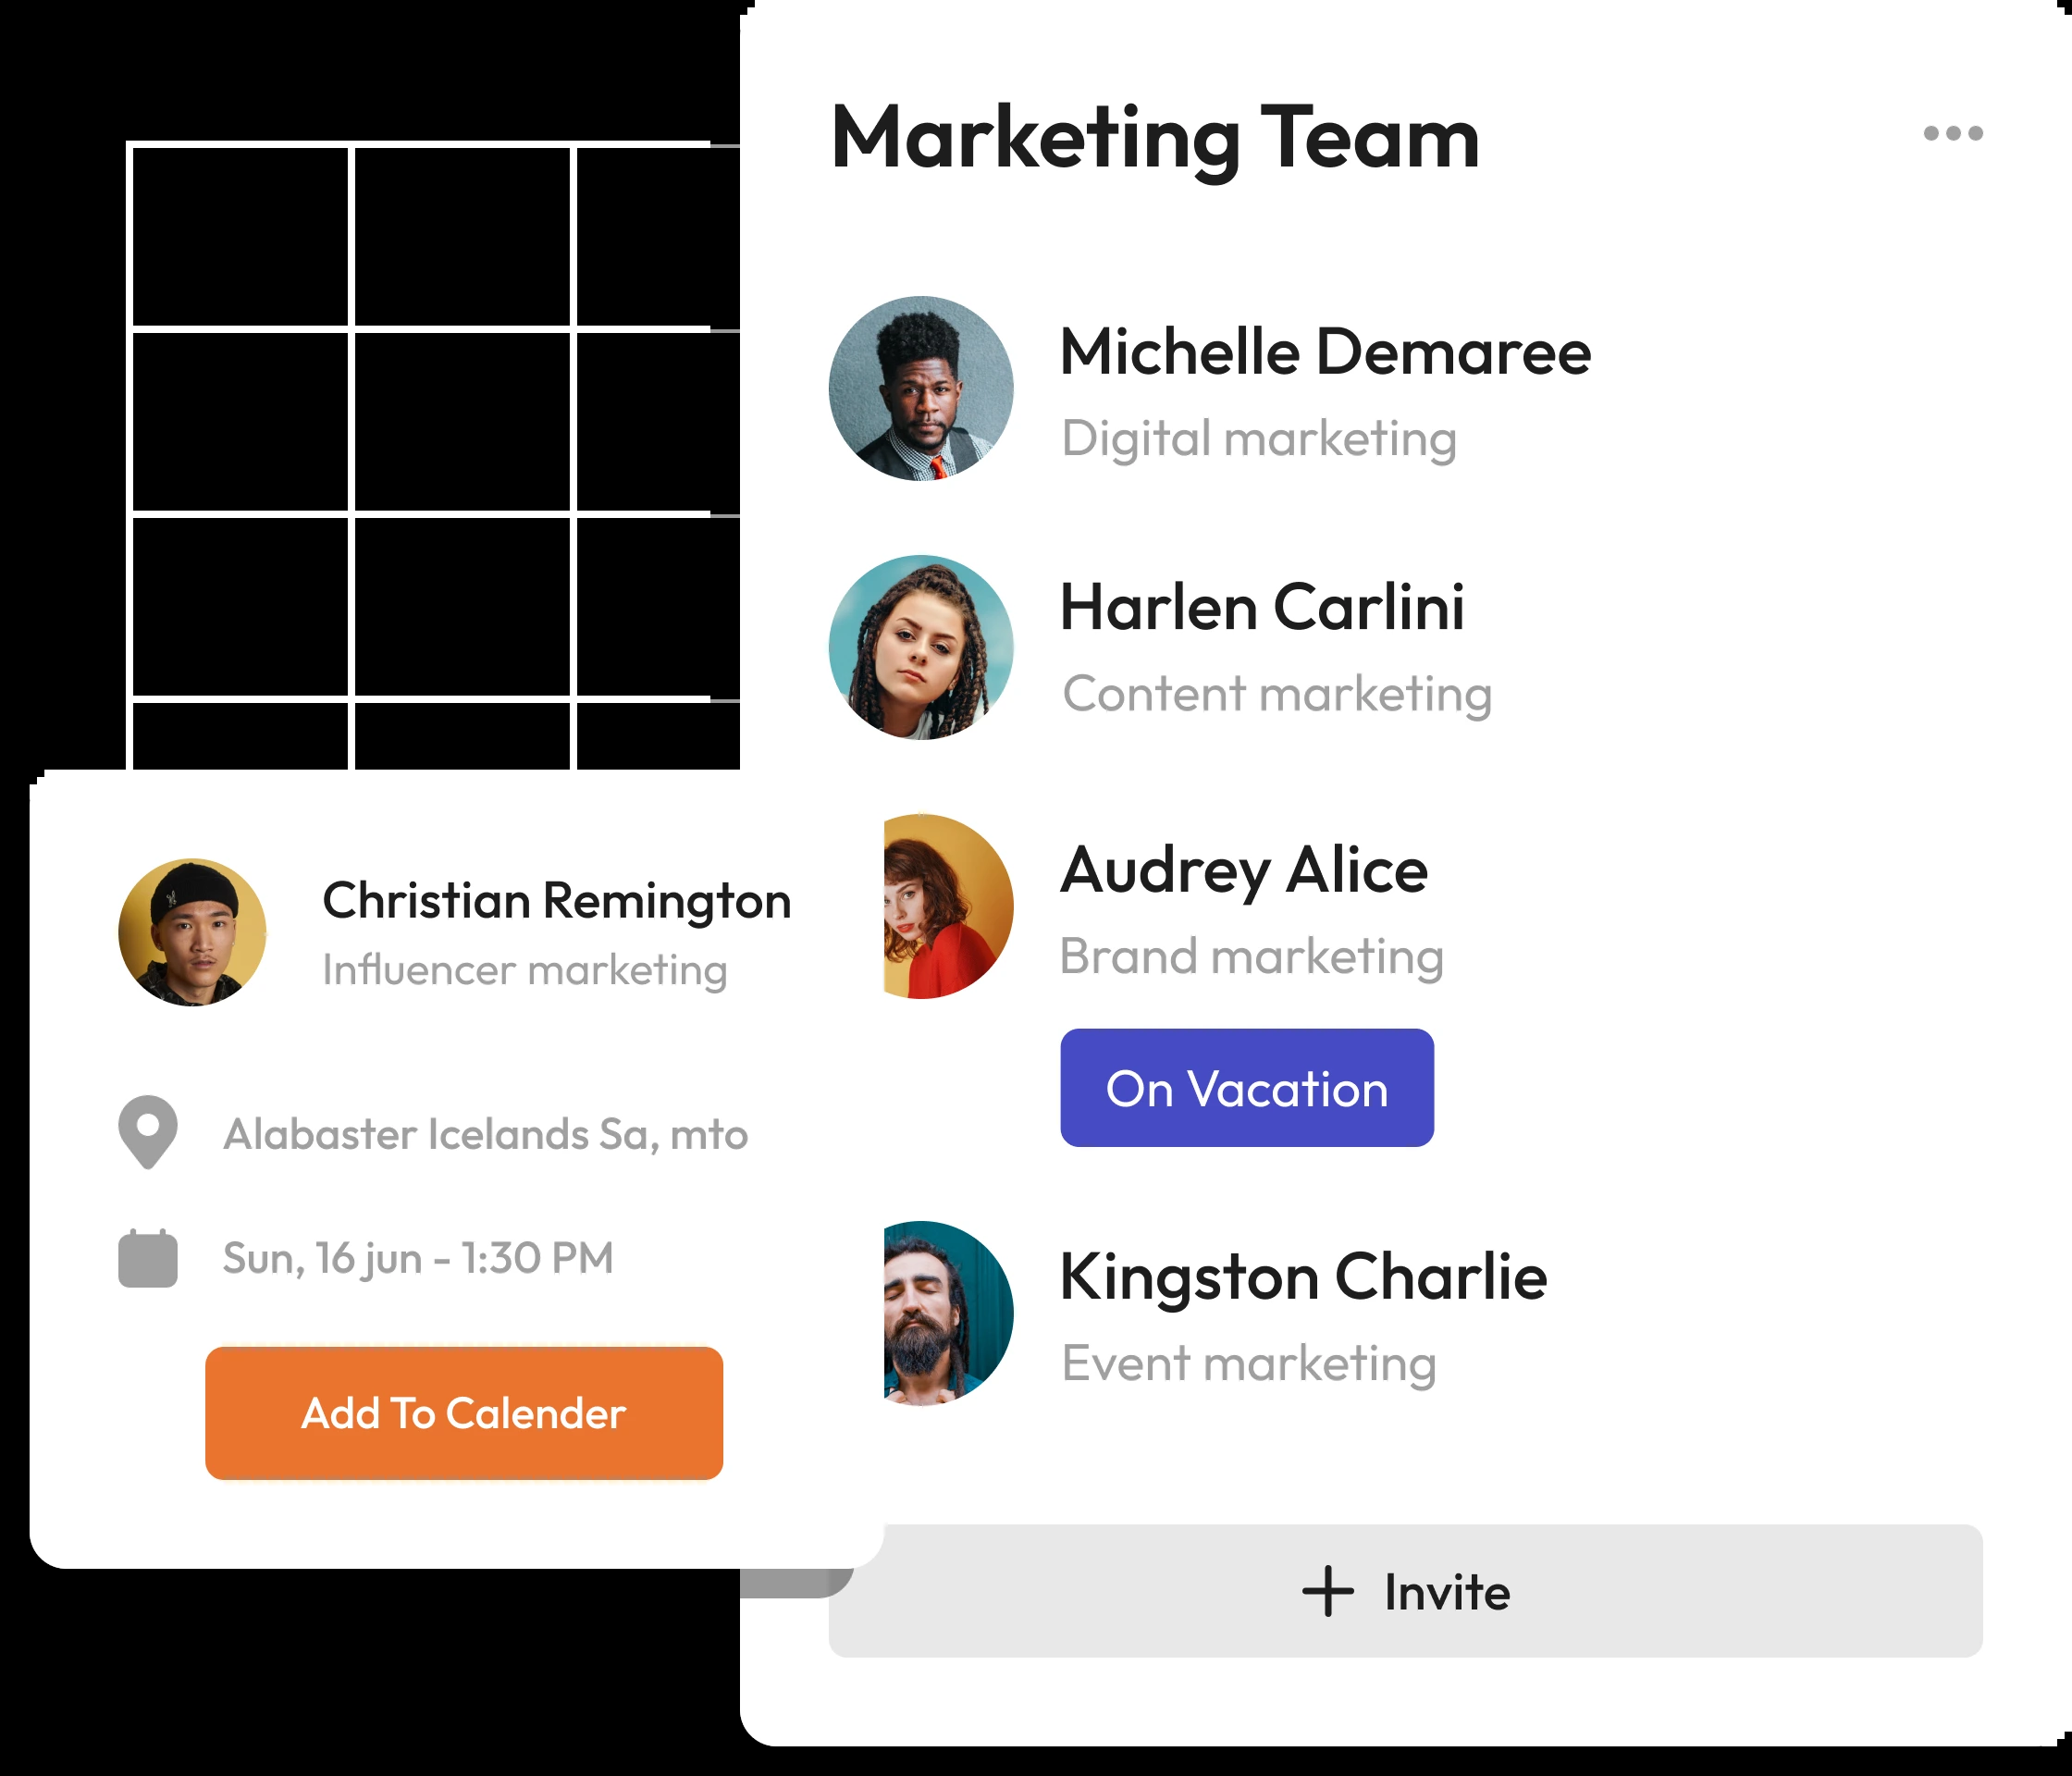 Marketing Team
Michelle Demaree
Digital marketing
Harlen Carlini
Content marketing
Audrey Alice
Brand marketing
On Vacation
Kingston Charlie
Event marketing
Invite
Christian Remington
Influencer marketing
Alabaster Icelands Sa, mto
Sun, 16 jun - 1:30 PM
Add To Calender